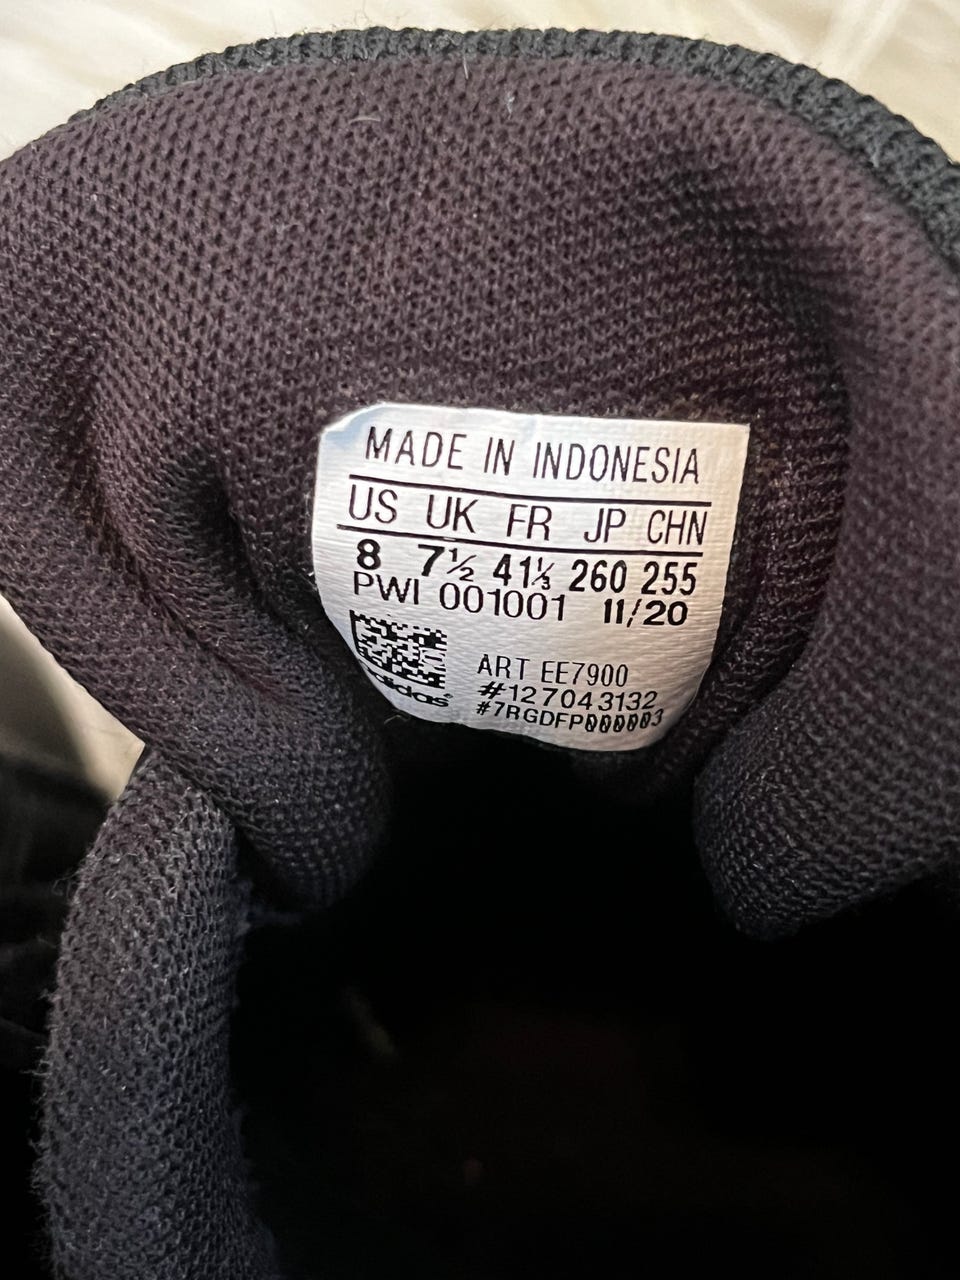 MADE IN INDONESIA
US UK FR JP CHN
8 7½ 41⅓ 260 255
PWI 001001 11/20
ART EE7900
#127043132
#7RGDFP000003
adidas